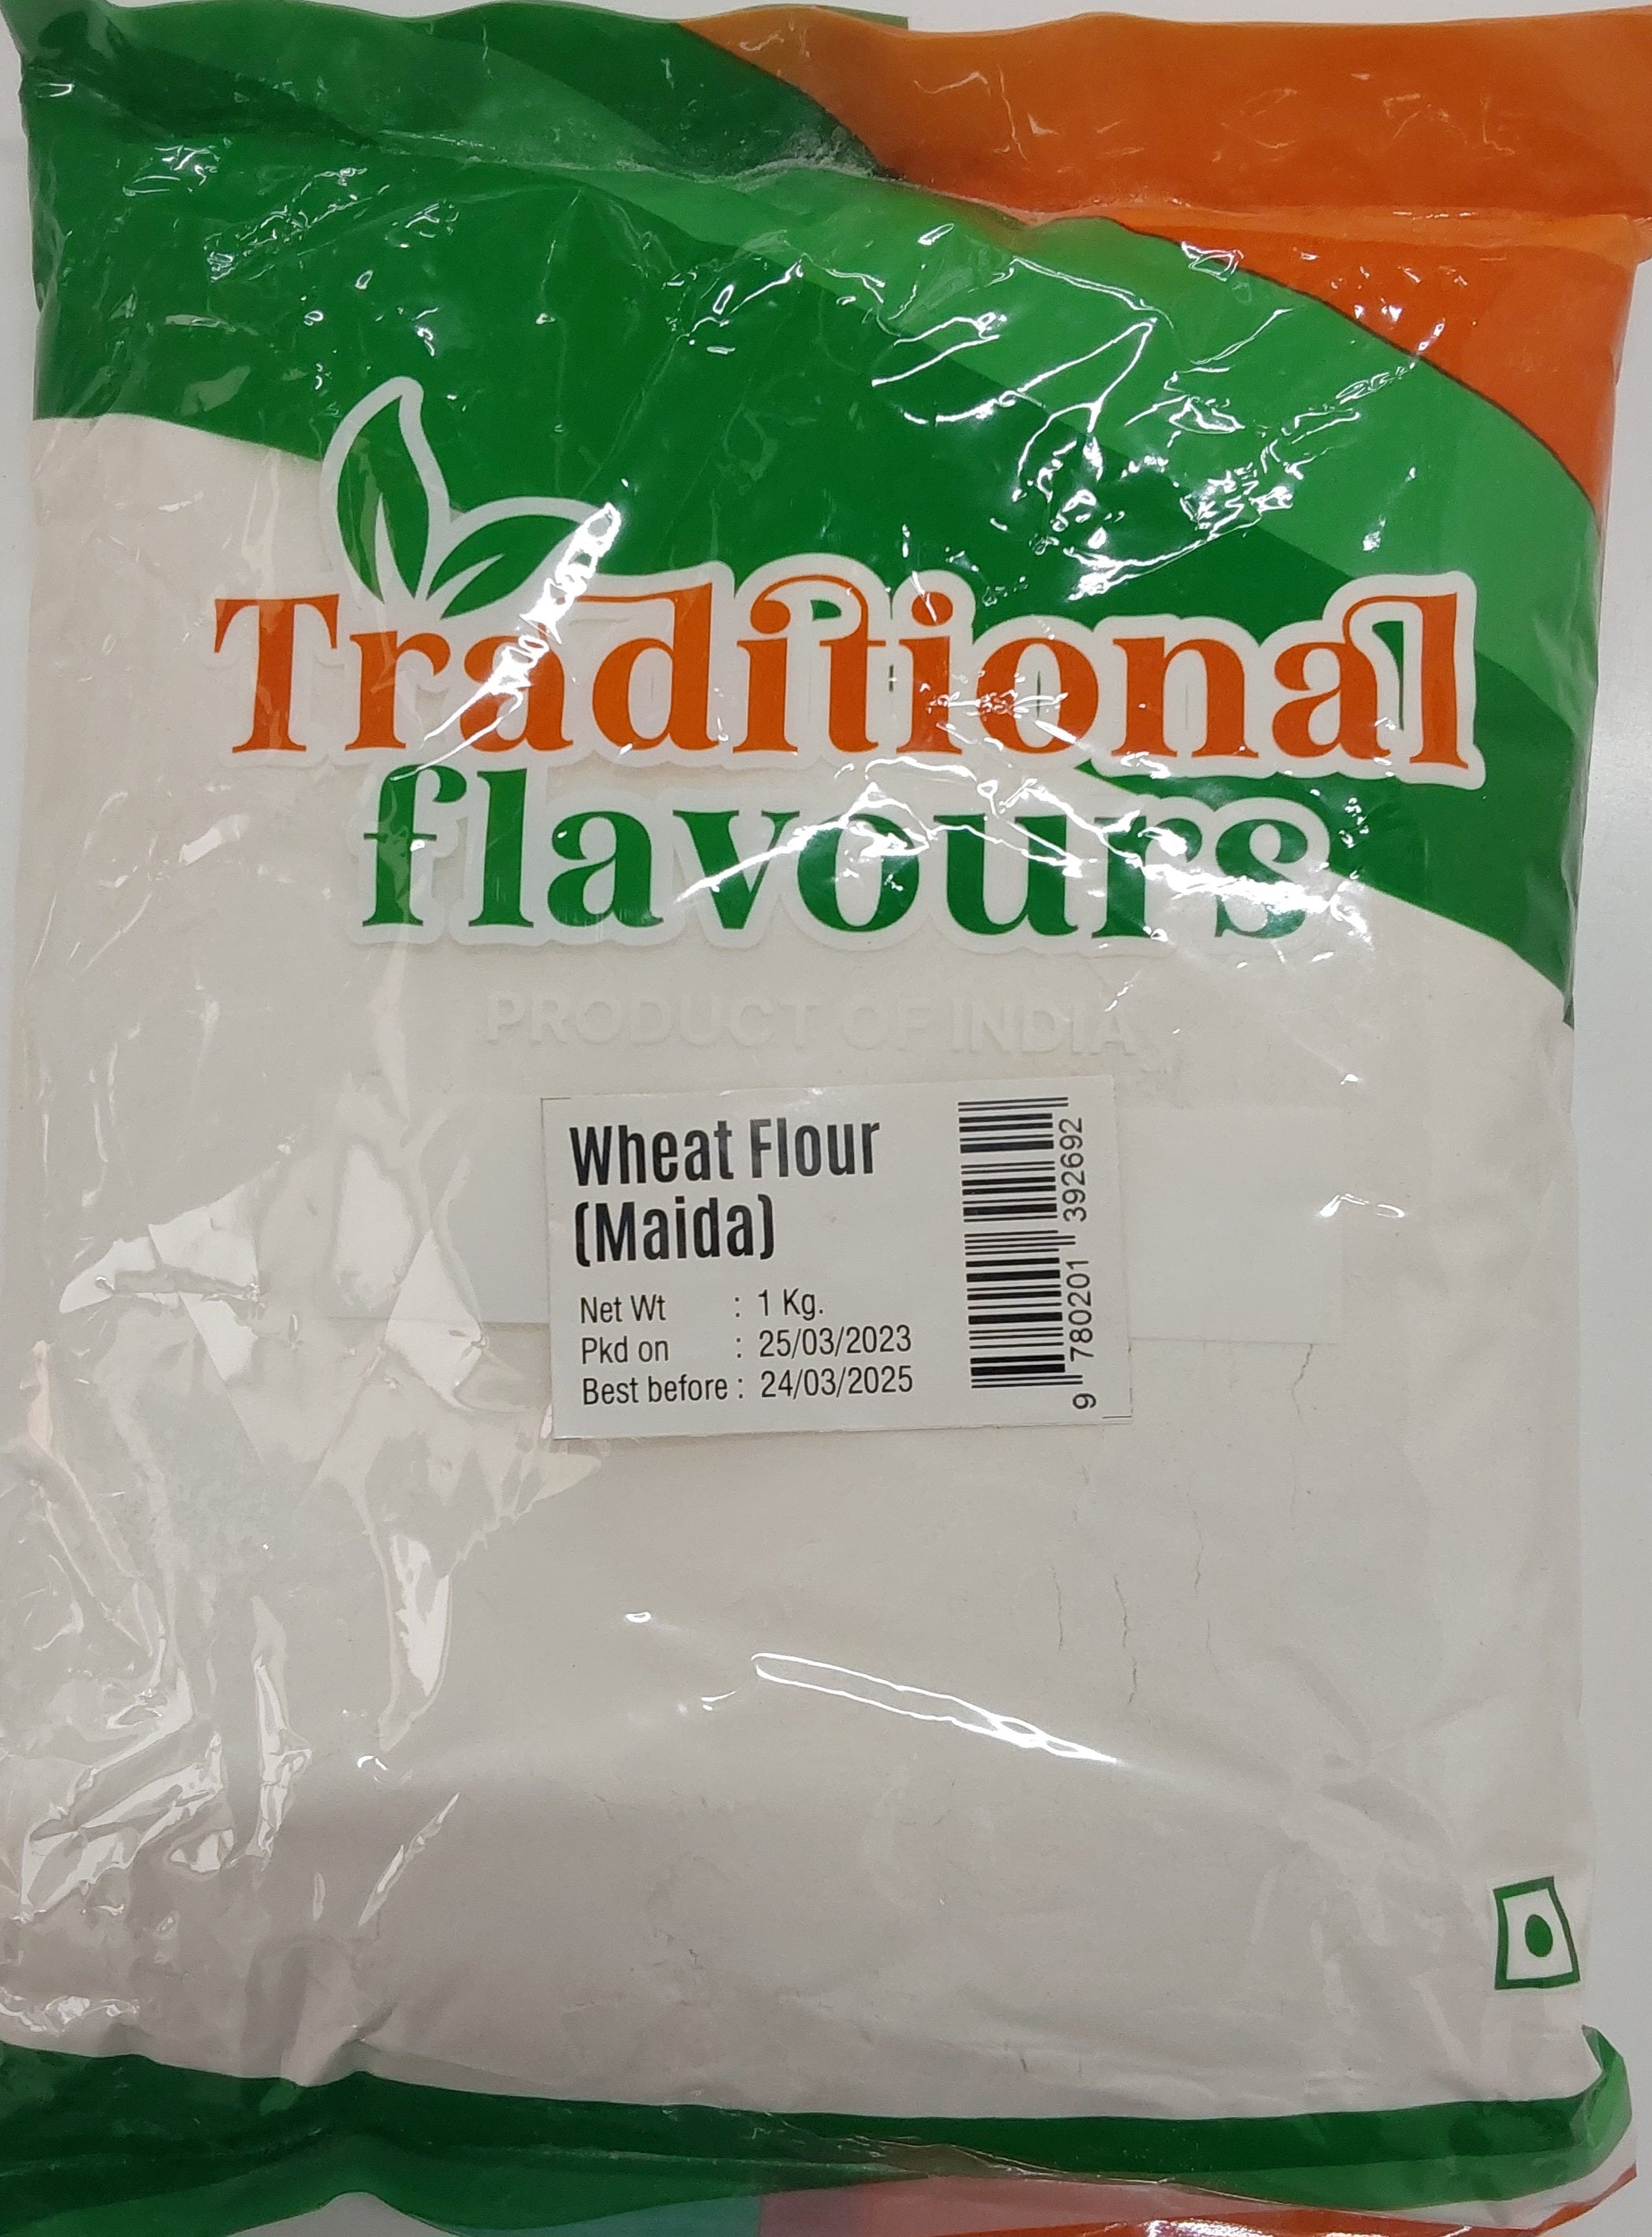 Traditional
flavours
PRODUCT OF INDIA
Wheat Flour
(Maida)
Net Wt : 1 Kg.
Pkd on : 25/03/2023
Best before : 24/03/2025
9 780201 392692